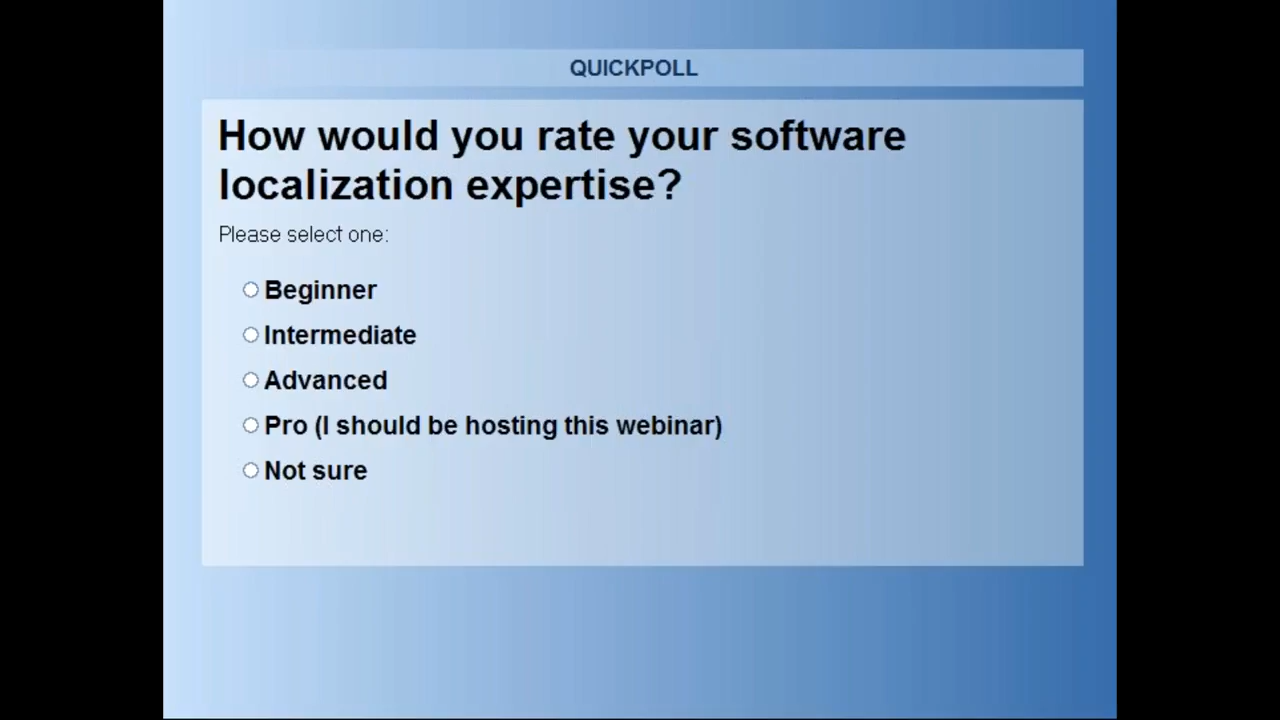 QUICKPOLL
How would you rate your software
localization expertise?
Please select one:
Beginner
Intermediate
Advanced
Pro (I should be hosting this webinar)
Not sure